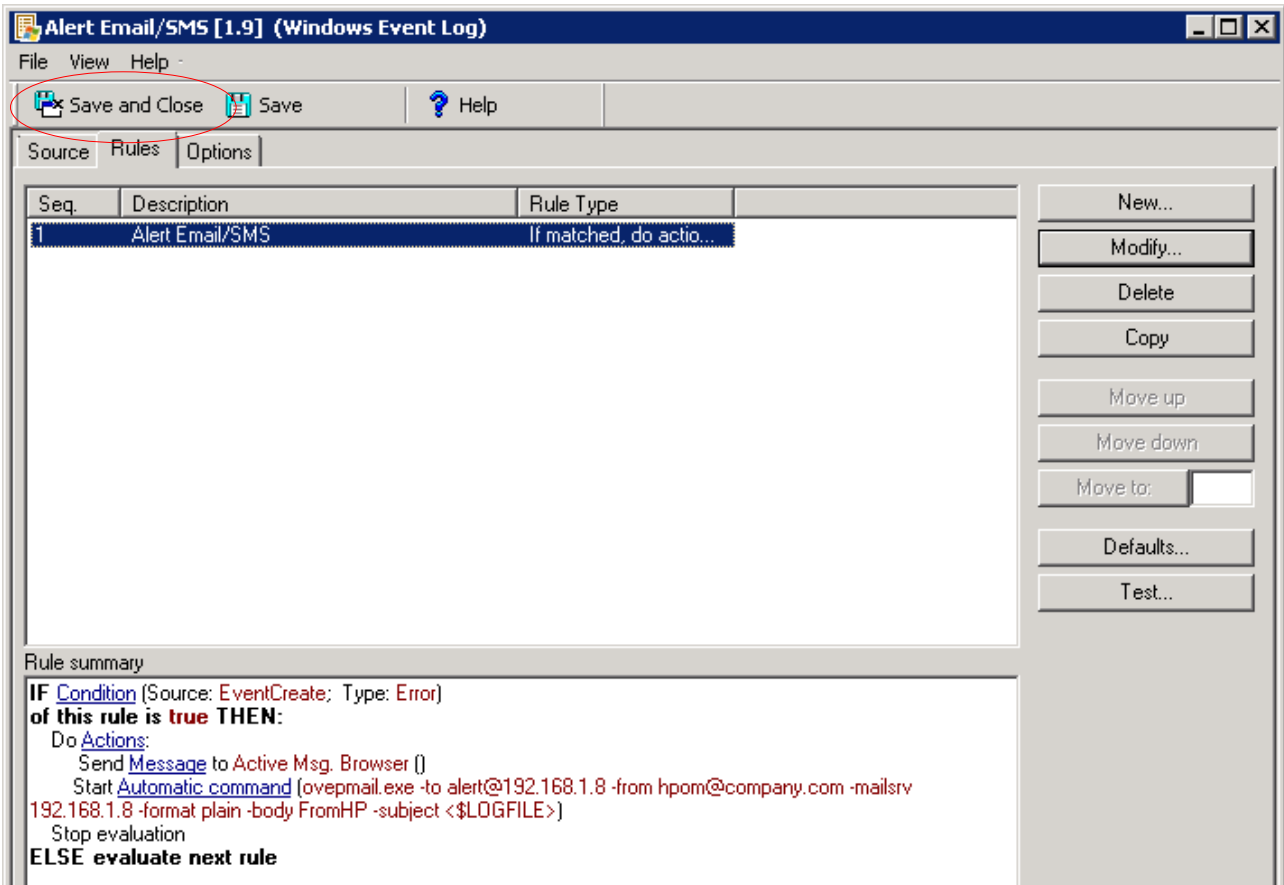 Alert Email/SMS [1.9] (Windows Event Log)
File View Help
Save and Close Save Help
Source Rules Options
Seq. Description Rule Type
1 Alert Email/SMS If matched, do actio...
New...
Modify...
Delete
Copy
Move up
Move down
Move to:
Defaults...
Test...
Rule summary
IF Condition (Source: EventCreate; Type: Error)
of this rule is true THEN:
Do Actions:
Send Message to Active Msg. Browser ()
Start Automatic command (ovepmail.exe -to alert@192.168.1.8 -from hpom@company.com -mailsrv
192.168.1.8 -format plain -body FromHP -subject <$LOGFILE>)
Stop evaluation
ELSE evaluate next rule